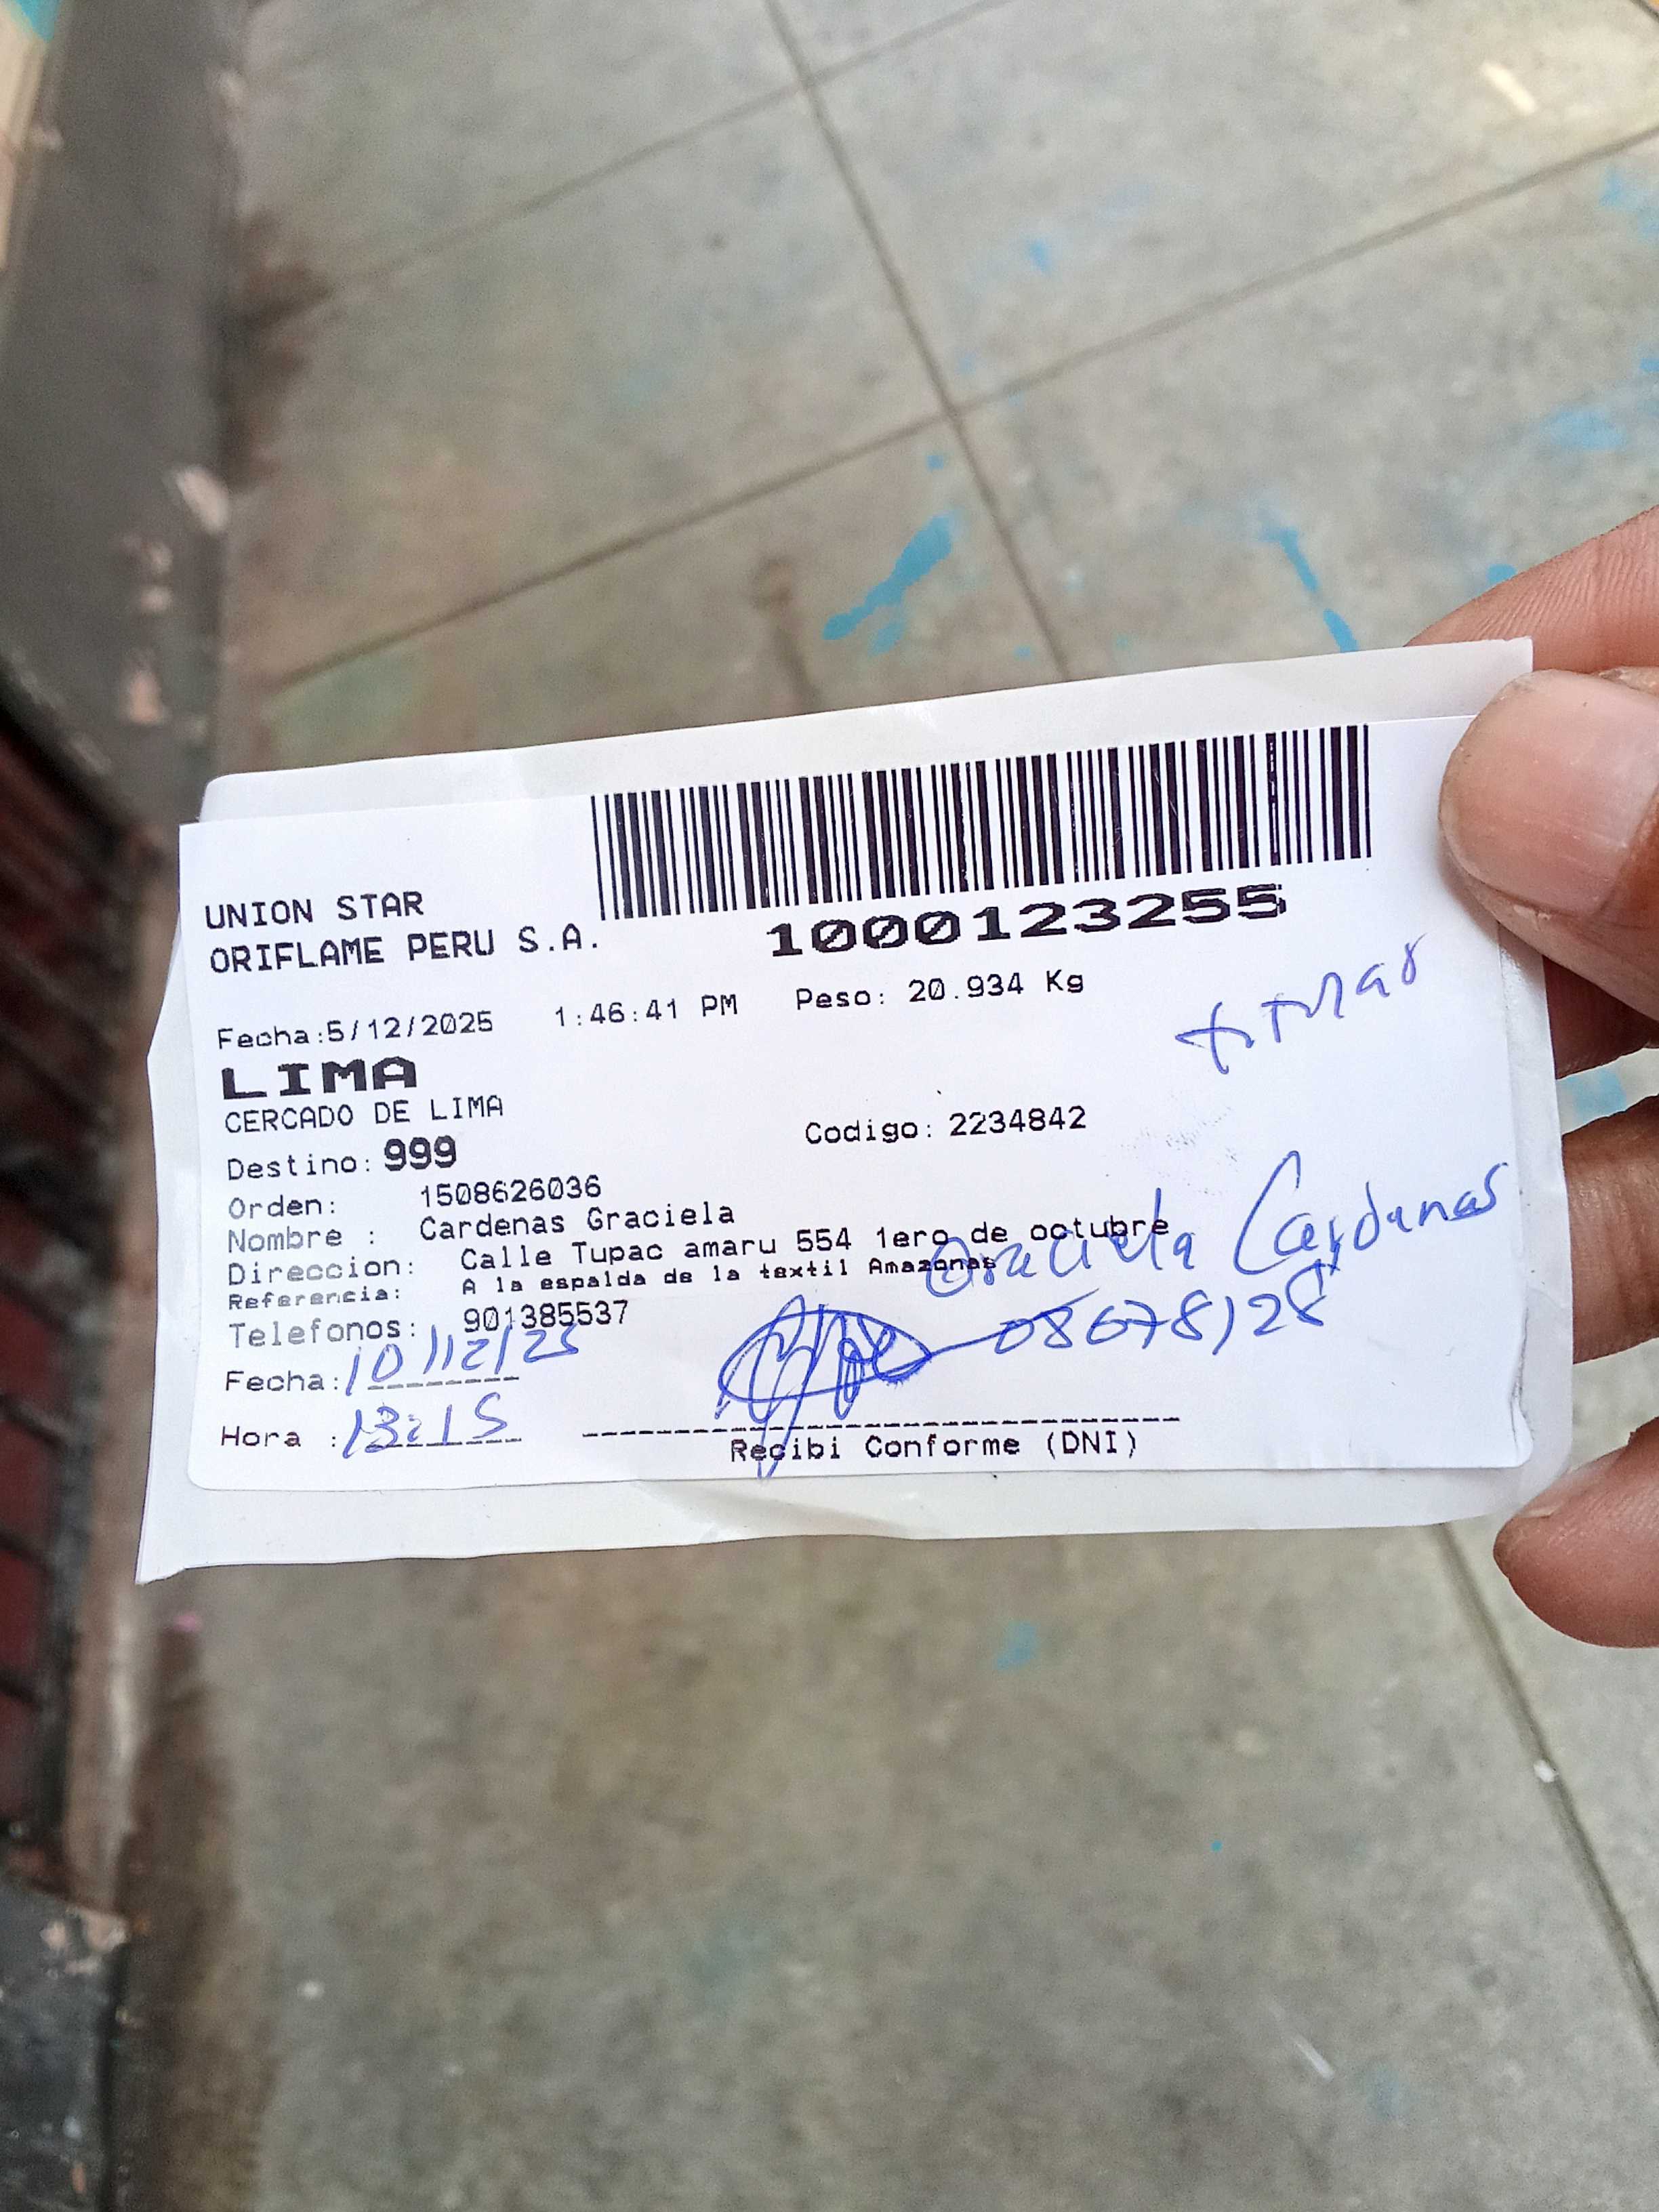 UNION STAR
ORIFLAME PERU S.A.
1000123255
Fecha:5/12/2025 1:46:41 PM Peso: 20.934 Kg
LIMA
CERCADO DE LIMA
Destino: 999 Codigo: 2234842
Orden: 1508626036
Nombre : Cardenas Graciela
Direccion: Calle Tupac amaru 554 1ero de octubre
Referencia: A la espalda de la textil Amazonas
Graciela Cardenas
Telefonos: 901385537
08678128
Fecha: 10/12/25
Hora : 13:15
Recibi Conforme (DNI)